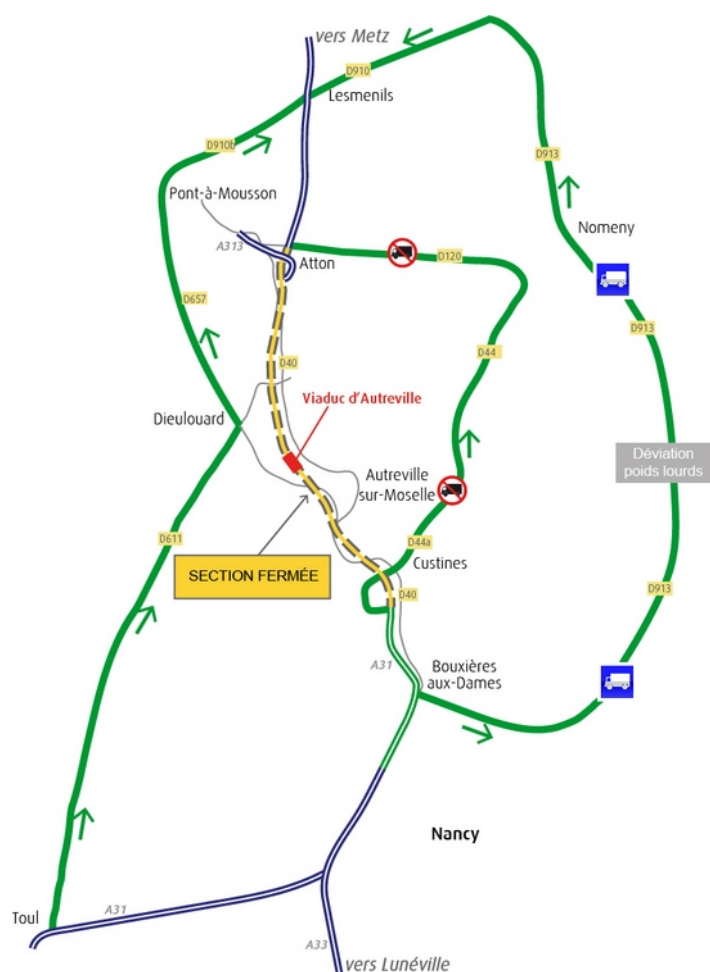 vers Metz
D910
Lesmenils
D910b
D913
Pont-à-Mousson
Nomeny
A313
Atton
D120
D657
D913
D40
D44
Viaduc d'Autreville
Dieulouard
Déviation
poids lourds
Autreville
sur-Moselle
D611
D44a
SECTION FERMÉE
Custines
D40
D913
A31
Bouxières
aux-Dames
Nancy
A31
Toul
A33
vers Lunéville